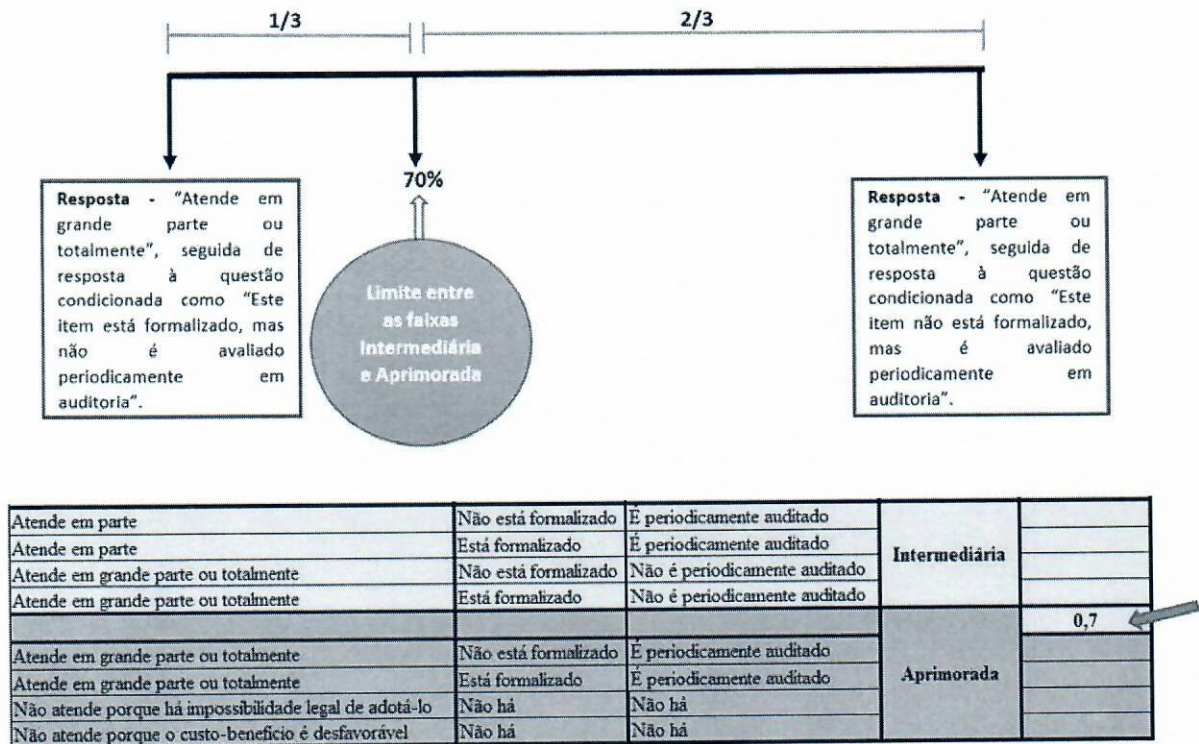 1/3
2/3
70%
Resposta - "Atende em
grande parte ou
totalmente", seguida de
resposta à questão
condicionada como "Este
item está formalizado, mas
não é avaliado
periodicamente em
auditoria".
Limite entre
as faixas
Intermediária
e Aprimorada
Resposta - "Atende em
grande parte ou
totalmente", seguida de
resposta à questão
condicionada como "Este
item não está formalizado,
mas é avaliado
periodicamente em
auditoria".
Atende em parte Não está formalizado É periodicamente auditado
Atende em parte Está formalizado É periodicamente auditado
Intermediária
Atende em grande parte ou totalmente Não está formalizado Não é periodicamente auditado
Atende em grande parte ou totalmente Está formalizado Não é periodicamente auditado
0,7
Atende em grande parte ou totalmente Não está formalizado É periodicamente auditado
Atende em grande parte ou totalmente Está formalizado É periodicamente auditado
Aprimorada
Não atende porque há impossibilidade legal de adotá-lo Não há Não há
Não atende porque o custo-benefício é desfavorável Não há Não há